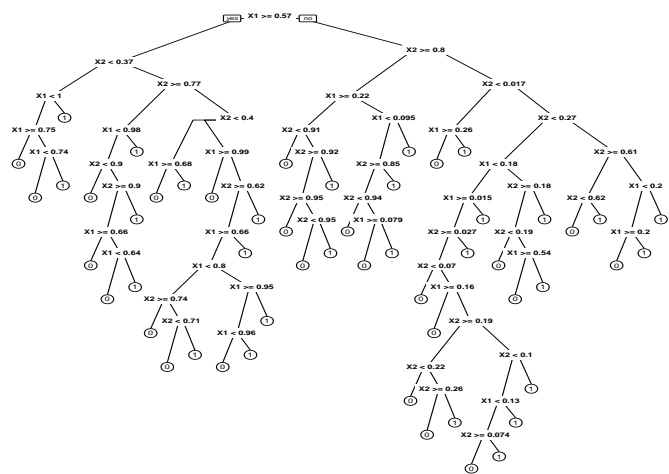 yes X1 >= 0.57 no
X2 >= 0.8
X2 < 0.37
X2 >= 0.77 X2 < 0.017
X1 < 1 X1 >= 0.22
X2 < 0.4 X1 < 0.095 X2 < 0.27
1 1
X1 >= 0.75 X1 < 0.98 X2 < 0.91 X1 >= 0.26
X1 < 0.74 X1 >= 0.99 X2 >= 0.92 1 1 X2 >= 0.61
0 1 X2 < 0.9 X1 >= 0.68 0 X2 >= 0.85 0 X1 < 0.18
X2 >= 0.9 X2 >= 0.62 1 1 X2 >= 0.18 X1 < 0.2
0 1 0 0 1 0 X2 >= 0.95 X2 < 0.94 X1 >= 0.015 X2 < 0.62
1 1 X2 < 0.95 0 X1 >= 0.079 1 0 1 1
X1 >= 0.66 X1 >= 0.66 0 X2 >= 0.027 X2 < 0.19 X1 >= 0.2
X1 < 0.64 1 0 1 0 1 1 X1 >= 0.54 1 0 1
0 X1 < 0.8 X2 < 0.07 0
0 1 X1 >= 0.95 0 X1 >= 0.16 0 1
X2 >= 0.74 1
X2 < 0.71 1 X2 >= 0.19
0 X1 < 0.96 0
0 1 1 X2 < 0.1
0 X2 < 0.22
X2 >= 0.26 1
0 X1 < 0.13
0 1 1
X2 >= 0.074
1
0